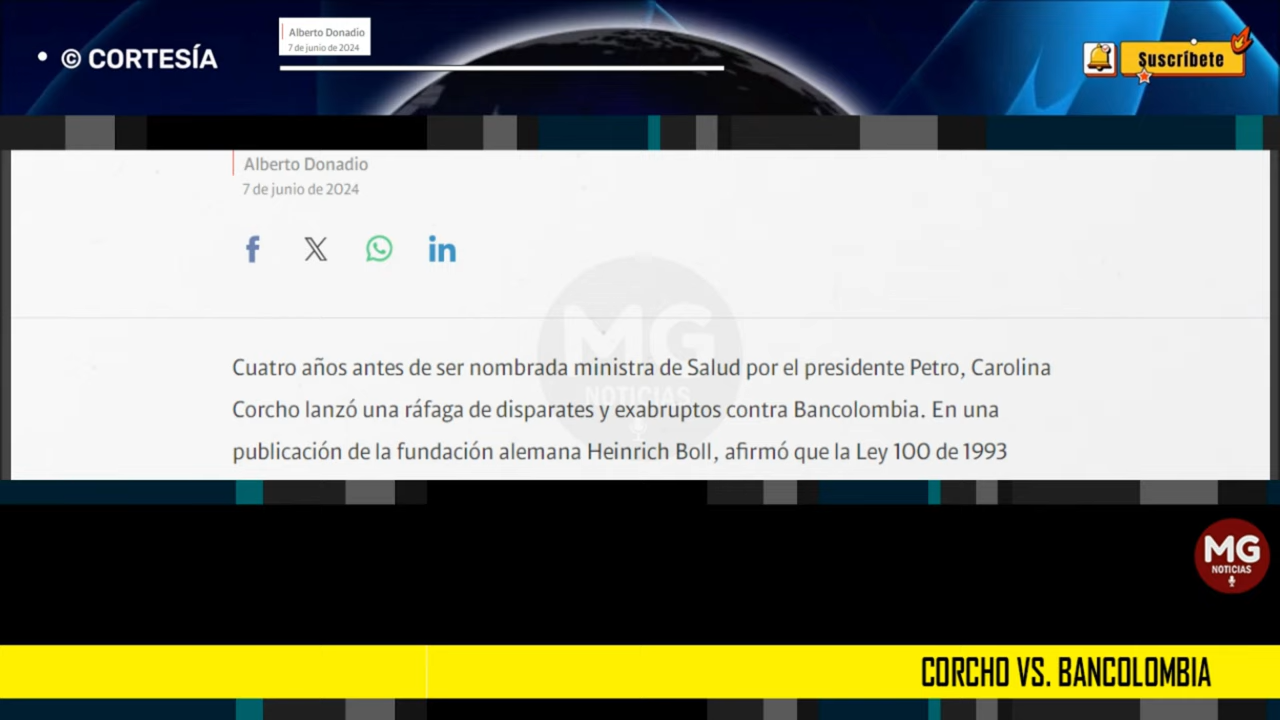 © CORTESÍA
Alberto Donadio
7 de junio de 2024
Suscríbete
Alberto Donadio
7 de junio de 2024
MG
NOTICIAS
Cuatro años antes de ser nombrada ministra de Salud por el presidente Petro, Carolina
Corcho lanzó una ráfaga de disparates y exabruptos contra Bancolombia. En una
publicación de la fundación alemana Heinrich Boll, afirmó que la Ley 100 de 1993
MG
NOTICIAS
CORCHO VS. BANCOLOMBIA